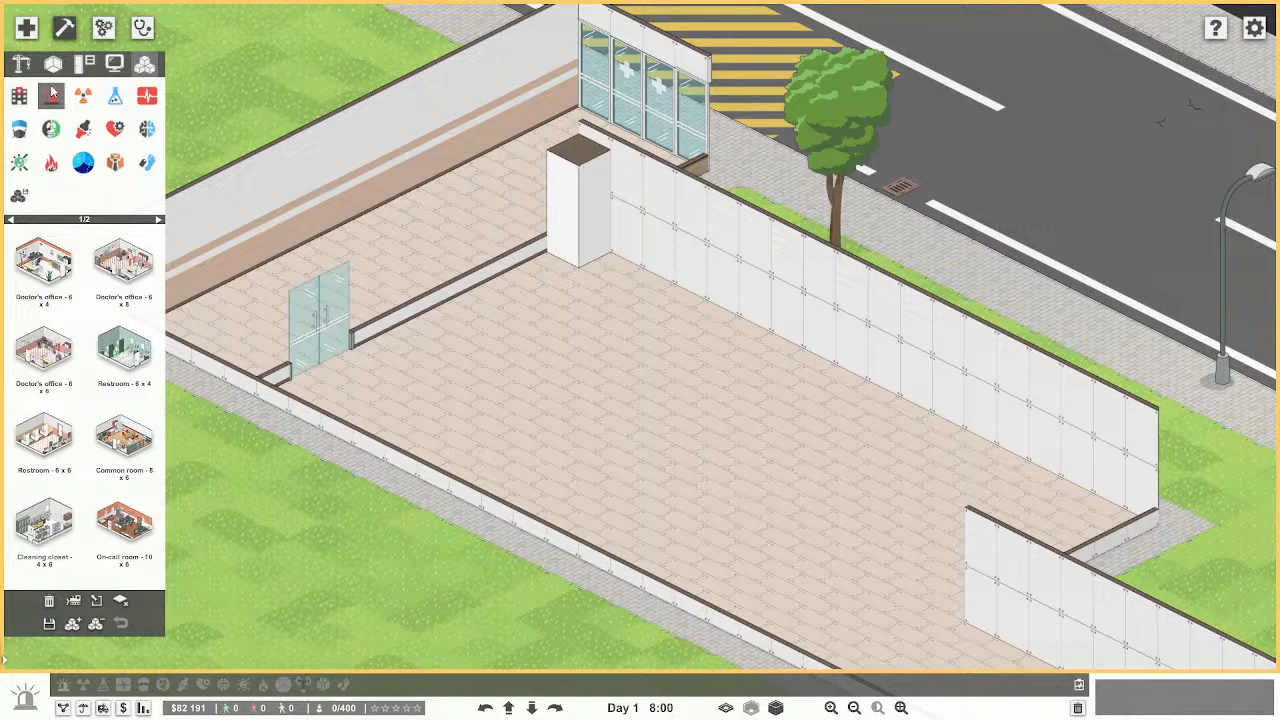 ?
1/2
Doctor's office - 6 x 4
Doctor's office - 6 x 8
Doctor's office - 6 x 6
Restroom - 6 x 4
Restroom - 6 x 6
Common room - 8 x 6
Cleaning closet - 4 x 6
On-call room - 10 x 6
$
$82 191
0
0
0
0/400
Day 1 8:00